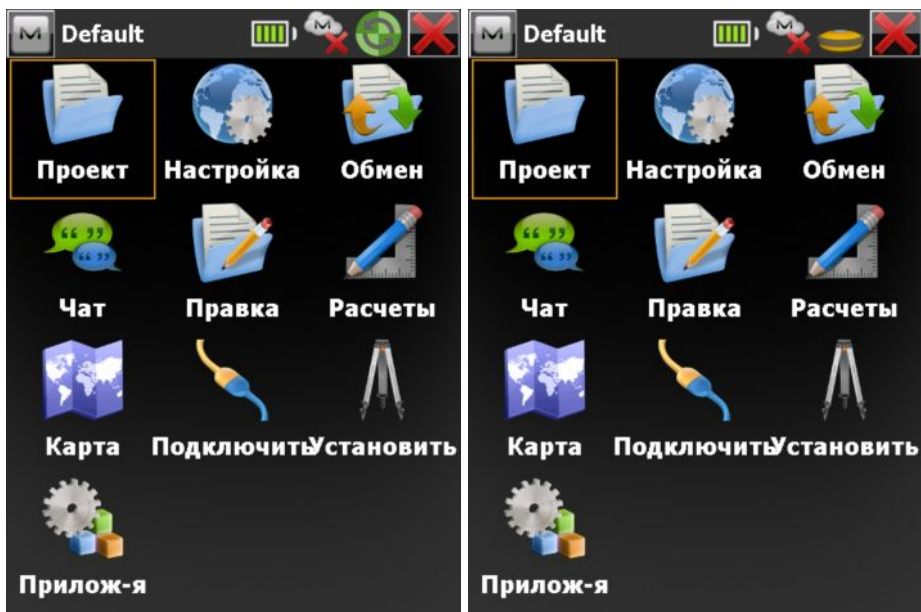 Default
Проект Настройка Обмен
Чат Правка Расчеты
Карта Подключить Установить
Прилож-я
Default
Проект Настройка Обмен
Чат Правка Расчеты
Карта Подключить Установить
Прилож-я